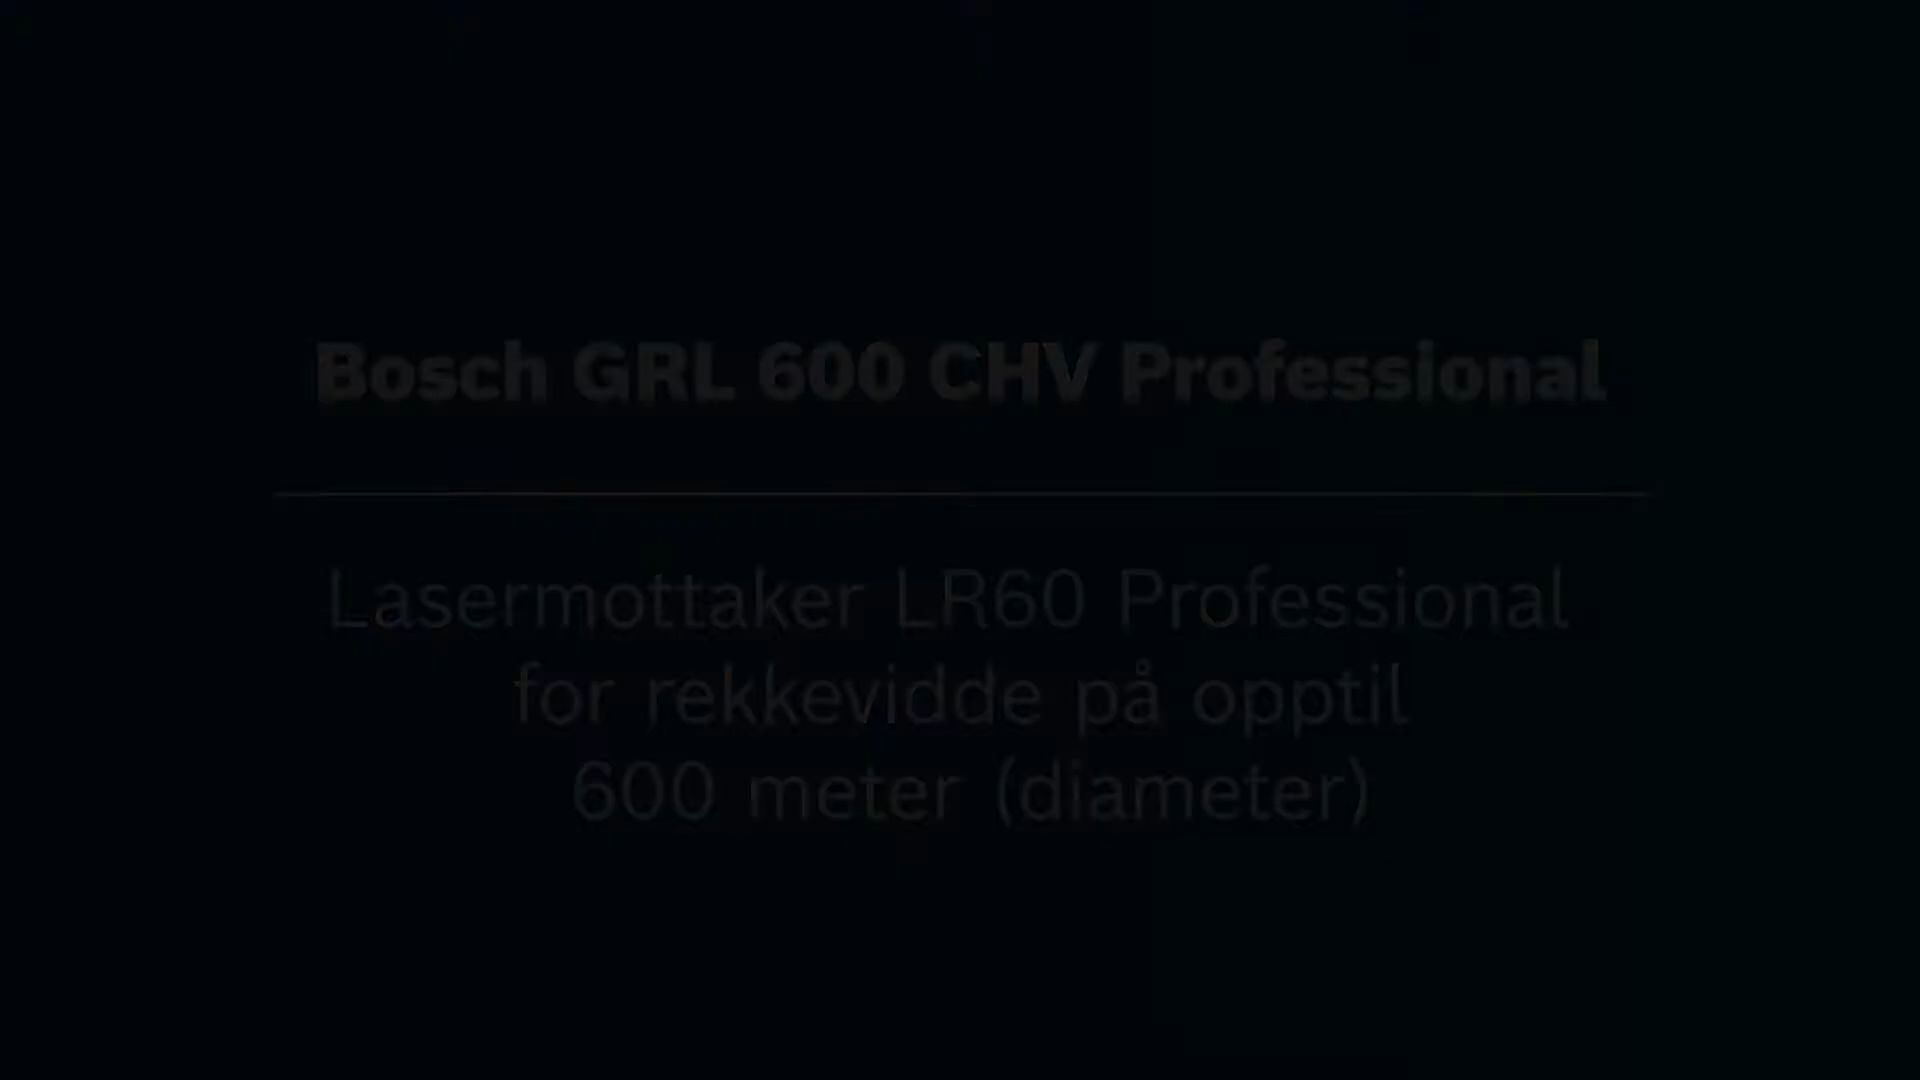 Bosch GRL 600 CHV Professional
Lasermottaker LR60 Professional
for rekkevidde på opptil
600 meter (diameter)